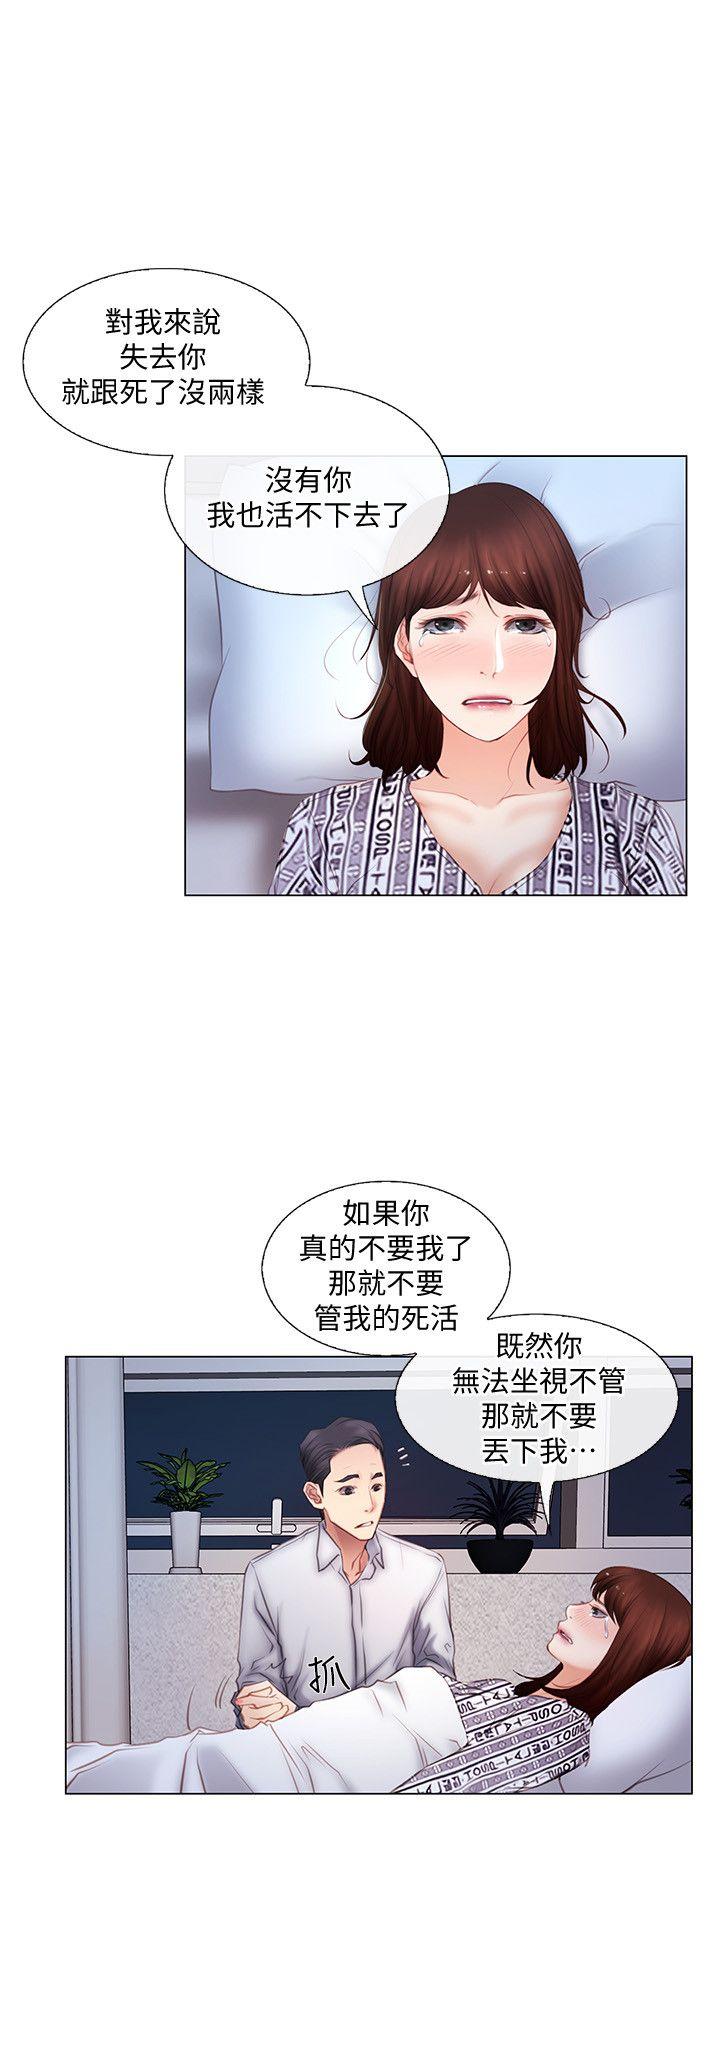 對我來說
失去你
就跟死了沒兩樣
沒有你
我也活不下去了
如果你
真的不要我了
那就不要
管我的死活
既然你
無法坐視不管
那就不要
丟下我…
抓